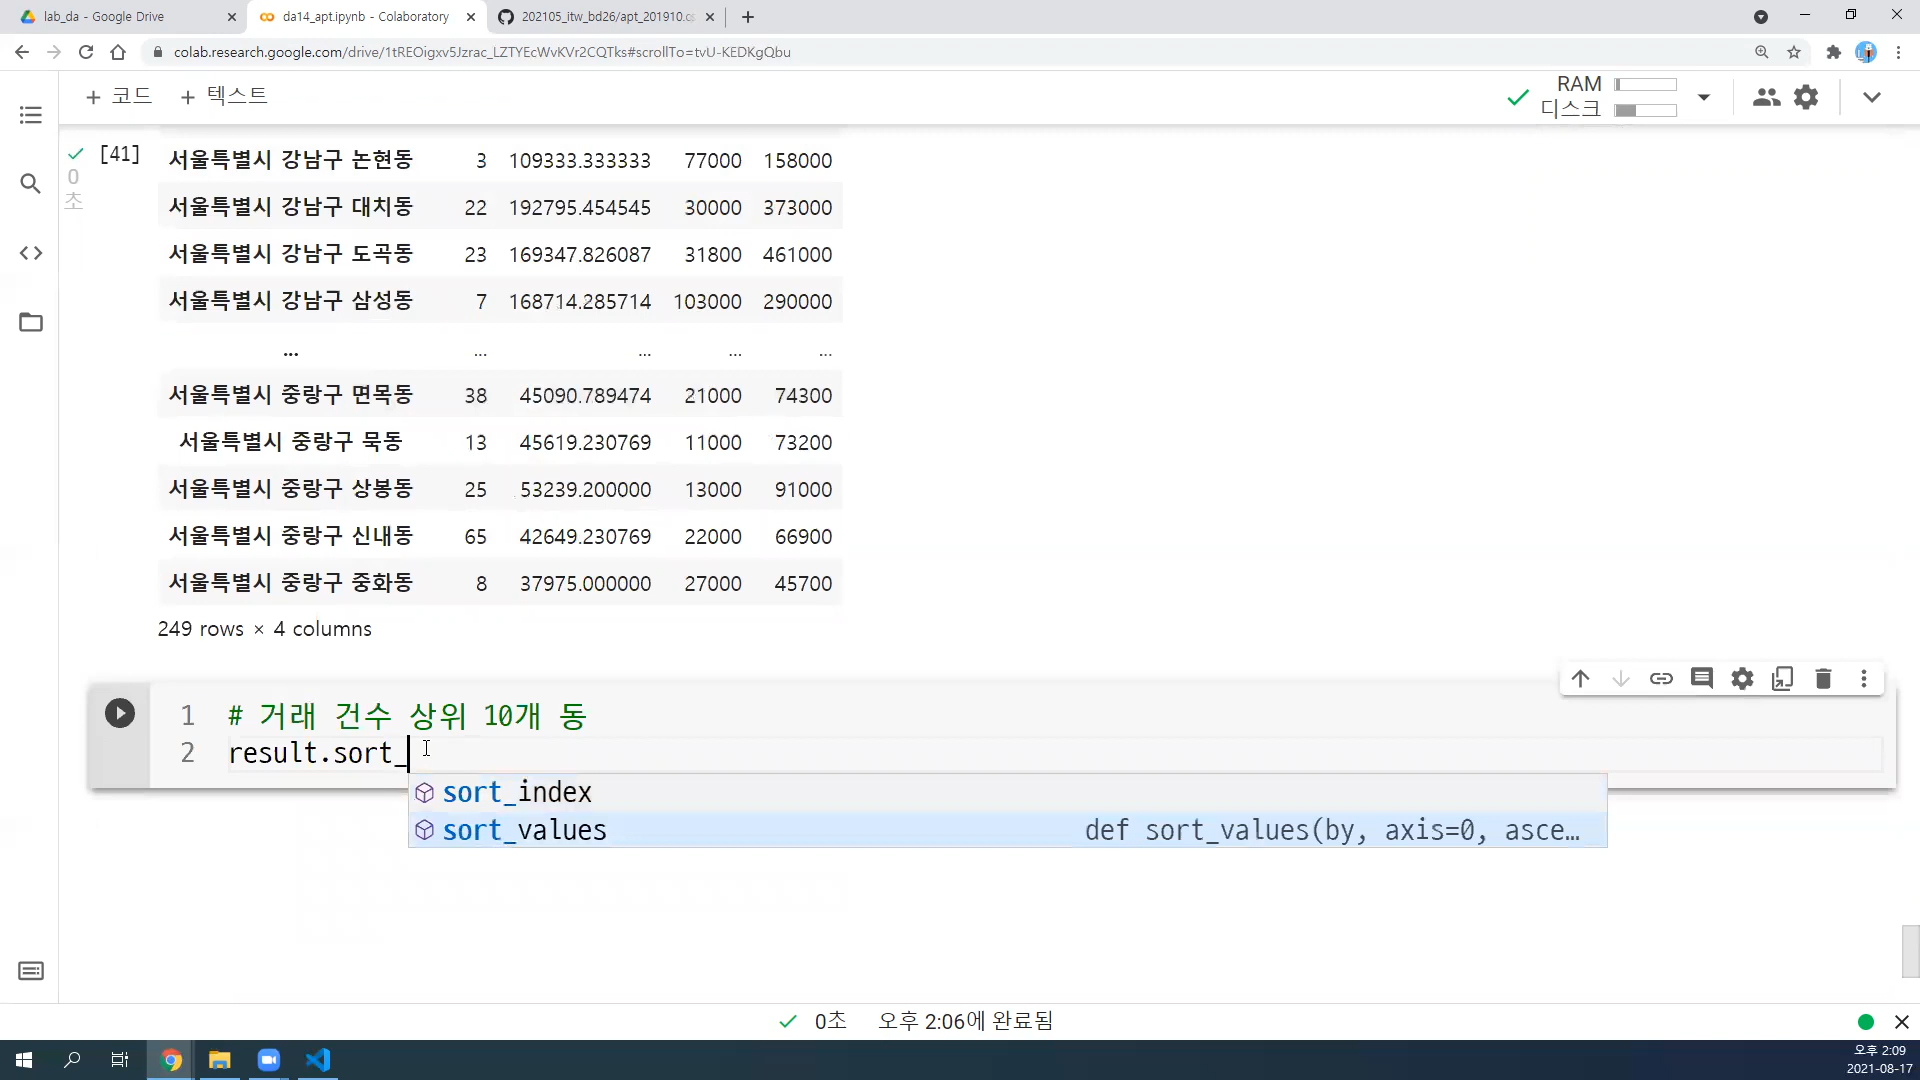 lab_da - Google Drive
da14_apt.ipynb - Colaboratory
202105_itw_bd26/apt_201910.cs
colab.research.google.com/drive/1tREOigxv5Jzrac_LZTYEcWvKVr2CQTks#scrollTo=tvU-KEDKgQbu
+ 코드 + 텍스트
RAM
디스크
[41]
0
초
서울특별시 강남구 논현동 3 109333.333333 77000 158000
서울특별시 강남구 대치동 22 192795.454545 30000 373000
서울특별시 강남구 도곡동 23 169347.826087 31800 461000
서울특별시 강남구 삼성동 7 168714.285714 103000 290000
... ... ... ... ...
서울특별시 중랑구 면목동 38 45090.789474 21000 74300
서울특별시 중랑구 묵동 13 45619.230769 11000 73200
서울특별시 중랑구 상봉동 25 53239.200000 13000 91000
서울특별시 중랑구 신내동 65 42649.230769 22000 66900
서울특별시 중랑구 중화동 8 37975.000000 27000 45700
249 rows × 4 columns
1 # 거래 건수 상위 10개 동
2 result.sort_
sort_index
sort_values def sort_values(by, axis=0, asce…
0초 오후 2:06에 완료됨
오후 2:09
2021-08-17